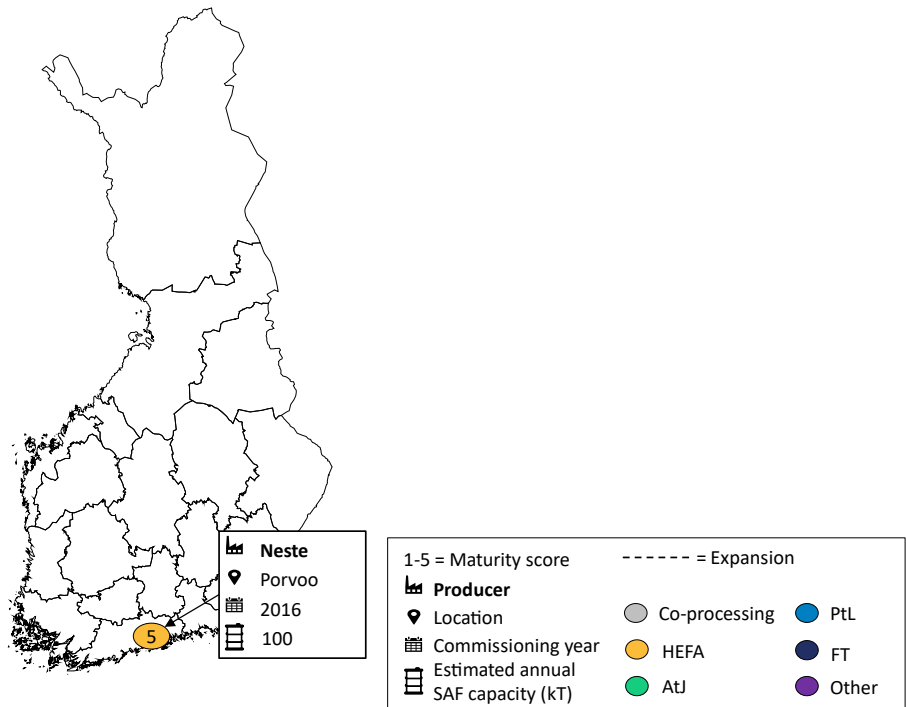 Neste
Porvoo
2016
100
5
1-5 = Maturity score
= Expansion
Producer
Location
Commissioning year
Estimated annual
SAF capacity (kT)
Co-processing
PtL
HEFA
FT
AtJ
Other